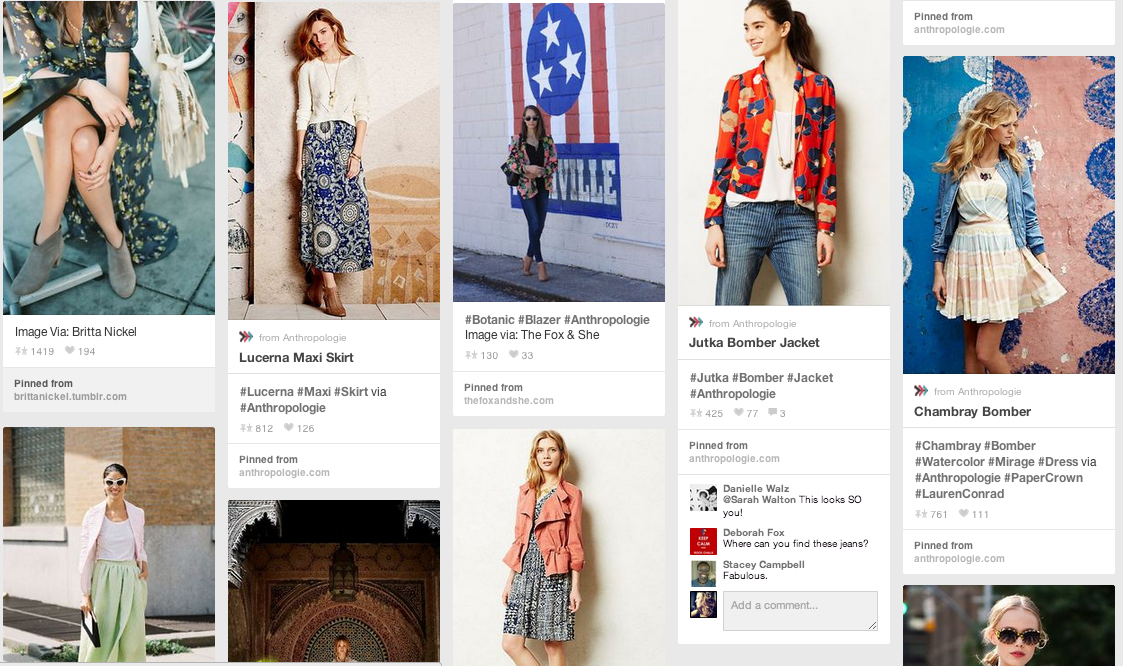 Image Via: Britta Nickel
1419 194
Pinned from
brittanickel.tumblr.com
from Anthropologie
Lucerna Maxi Skirt
#Lucerna #Maxi #Skirt via
#Anthropologie
812 126
Pinned from
anthropologie.com
VILLE
#Botanic #Blazer #Anthropologie
Image via: The Fox & She
130 33
Pinned from
thefoxandshe.com
from Anthropologie
Jutka Bomber Jacket
#Jutka #Bomber #Jacket
#Anthropologie
425 77 3
Pinned from
anthropologie.com
Danielle Walz
@Sarah Walton This looks SO
you!
KEEP
CALM
Deborah Fox
Where can you find these jeans?
Stacey Campbell
Fabulous.
Add a comment...
Pinned from
anthropologie.com
from Anthropologie
Chambray Bomber
#Chambray #Bomber
#Watercolor #Mirage #Dress via
#Anthropologie #PaperCrown
#LaurenConrad
761 111
Pinned from
anthropologie.com